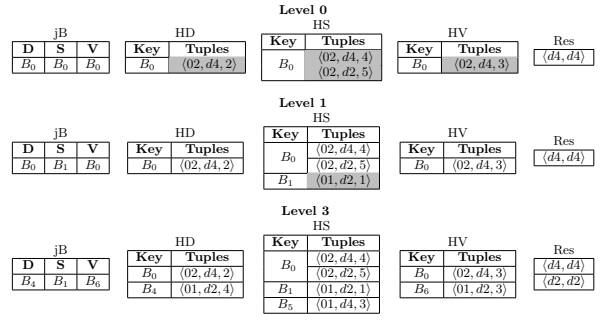 Level 0
jB HD HS HV Res
D S V Key Tuples Key Tuples Key Tuples
B₀ B₀ B₀ B₀ ⟨02, d4, 2⟩ B₀ ⟨02, d4, 4⟩ B₀ ⟨02, d4, 3⟩ ⟨d4, d4⟩
⟨02, d2, 5⟩
Level 1
jB HD HS HV Res
D S V Key Tuples Key Tuples Key Tuples
B₀ B₁ B₀ B₀ ⟨02, d4, 2⟩ B₀ ⟨02, d4, 4⟩ B₀ ⟨02, d4, 3⟩ ⟨d4, d4⟩
⟨02, d2, 5⟩
B₁ ⟨01, d2, 1⟩
Level 3
jB HD HS HV Res
D S V Key Tuples Key Tuples Key Tuples
B₄ B₁ B₆ B₀ ⟨02, d4, 2⟩ B₀ ⟨02, d4, 4⟩ B₀ ⟨02, d4, 3⟩ ⟨d4, d4⟩
B₄ ⟨01, d2, 4⟩ ⟨02, d2, 5⟩ B₆ ⟨01, d2, 3⟩ ⟨d2, d2⟩
B₁ ⟨01, d2, 1⟩
B₅ ⟨01, d4, 3⟩